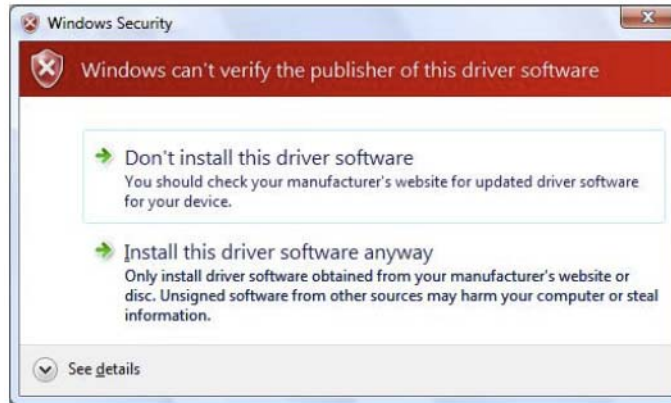 Windows Security
Windows can't verify the publisher of this driver software
Don't install this driver software
You should check your manufacturer's website for updated driver software
for your device.
Install this driver software anyway
Only install driver software obtained from your manufacturer's website or
disc. Unsigned software from other sources may harm your computer or steal
information.
See details